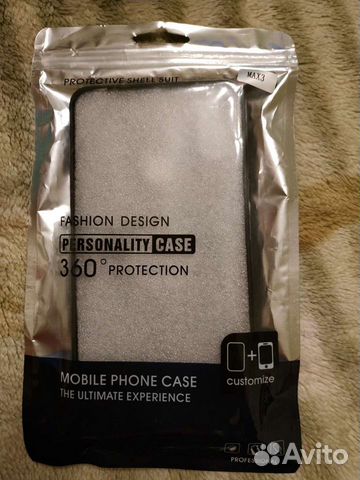 PROTECTIVE SHELL SUIT
MAX3
FASHION DESIGN
PERSONALITY CASE
360° PROTECTION
+
customize
MOBILE PHONE CASE
THE ULTIMATE EXPERIENCE
Avito